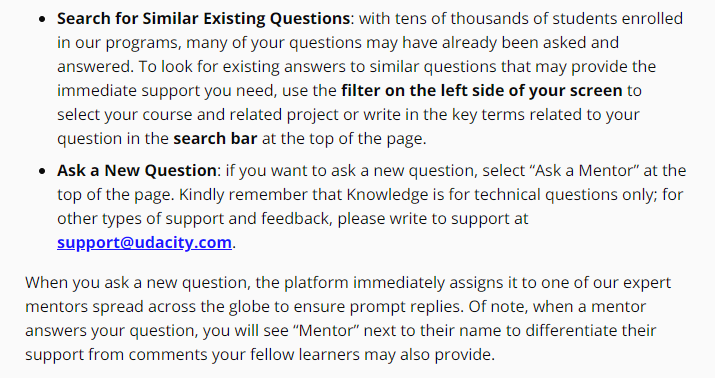 Search for Similar Existing Questions: with tens of thousands of students enrolled
in our programs, many of your questions may have already been asked and
answered. To look for existing answers to similar questions that may provide the
immediate support you need, use the filter on the left side of your screen to
select your course and related project or write in the key terms related to your
question in the search bar at the top of the page.
Ask a New Question: if you want to ask a new question, select “Ask a Mentor” at the
top of the page. Kindly remember that Knowledge is for technical questions only; for
other types of support and feedback, please write to support at
support@udacity.com.
When you ask a new question, the platform immediately assigns it to one of our expert
mentors spread across the globe to ensure prompt replies. Of note, when a mentor
answers your question, you will see “Mentor” next to their name to differentiate their
support from comments your fellow learners may also provide.